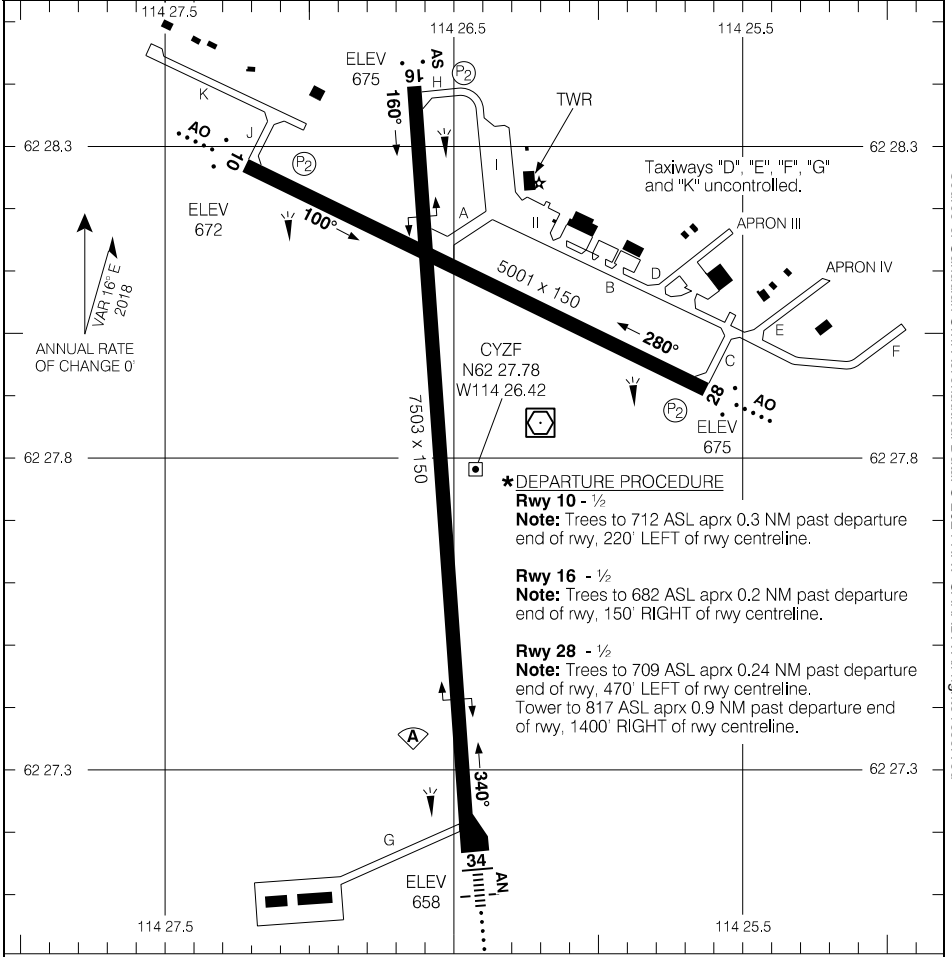 114 27.5
114 26.5
114 25.5
ELEV
675
AS
16
H
P2
160°
K
J
AO
P2
10
TWR
62 28.3
62 28.3
I
Taxiways "D", "E", "F", "G"
and "K" uncontrolled.
ELEV
672
100°
A
II
APRON III
D
B
5001 x 150
APRON IV
VAR 16° E
2018
ANNUAL RATE
OF CHANGE 0'
280°
E
F
C
CYZF
N62 27.78
W114 26.42
7503 x 150
28
AO
P2
ELEV
675
62 27.8
62 27.8
*DEPARTURE PROCEDURE
Rwy 10 - ½
Note: Trees to 712 ASL aprx 0.3 NM past departure
end of rwy, 220' LEFT of rwy centreline.
Rwy 16 - ½
Note: Trees to 682 ASL aprx 0.2 NM past departure
end of rwy, 150' RIGHT of rwy centreline.
Rwy 28 - ½
Note: Trees to 709 ASL aprx 0.24 NM past departure
end of rwy, 470' LEFT of rwy centreline.
Tower to 817 ASL aprx 0.9 NM past departure end
of rwy, 1400' RIGHT of rwy centreline.
A
62 27.3
62 27.3
340°
G
34
AN
ELEV
658
114 27.5
114 25.5